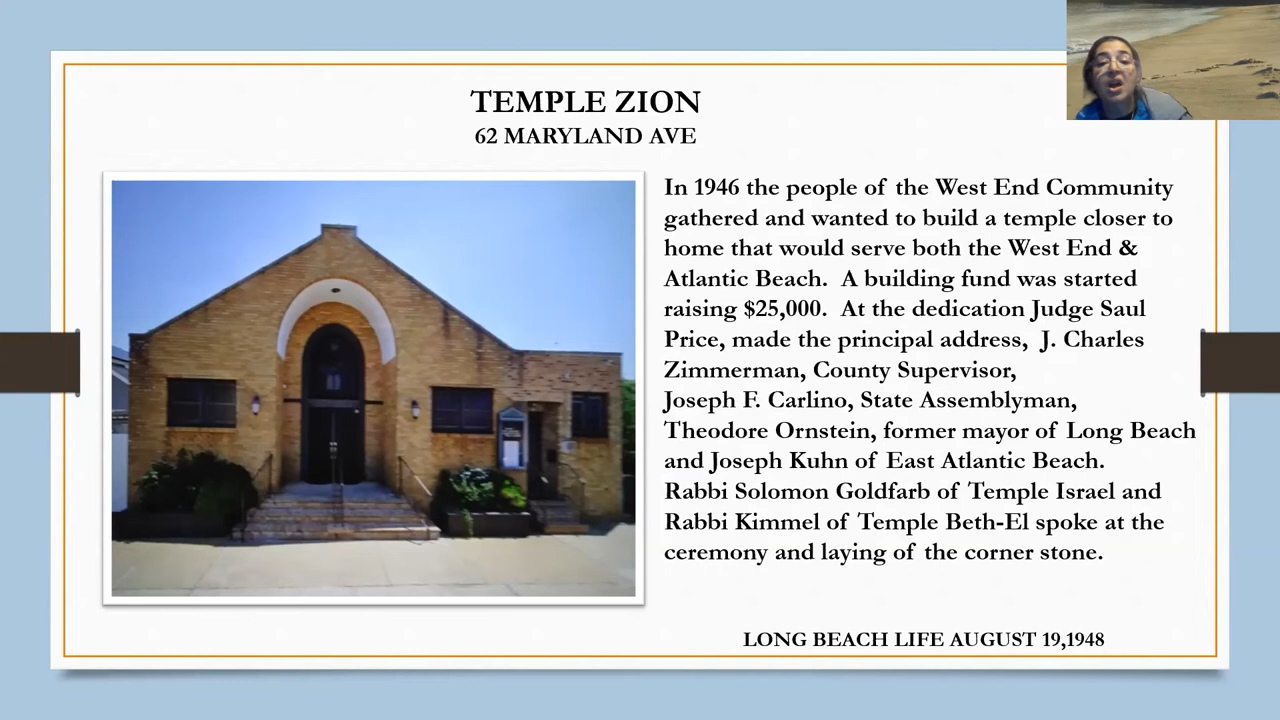 TEMPLE ZION
62 MARYLAND AVE
In 1946 the people of the West End Community
gathered and wanted to build a temple closer to
home that would serve both the West End &
Atlantic Beach. A building fund was started
raising $25,000. At the dedication Judge Saul
Price, made the principal address, J. Charles
Zimmerman, County Supervisor,
Joseph F. Carlino, State Assemblyman,
Theodore Ornstein, former mayor of Long Beach
and Joseph Kuhn of East Atlantic Beach.
Rabbi Solomon Goldfarb of Temple Israel and
Rabbi Kimmel of Temple Beth-El spoke at the
ceremony and laying of the corner stone.
LONG BEACH LIFE AUGUST 19,1948